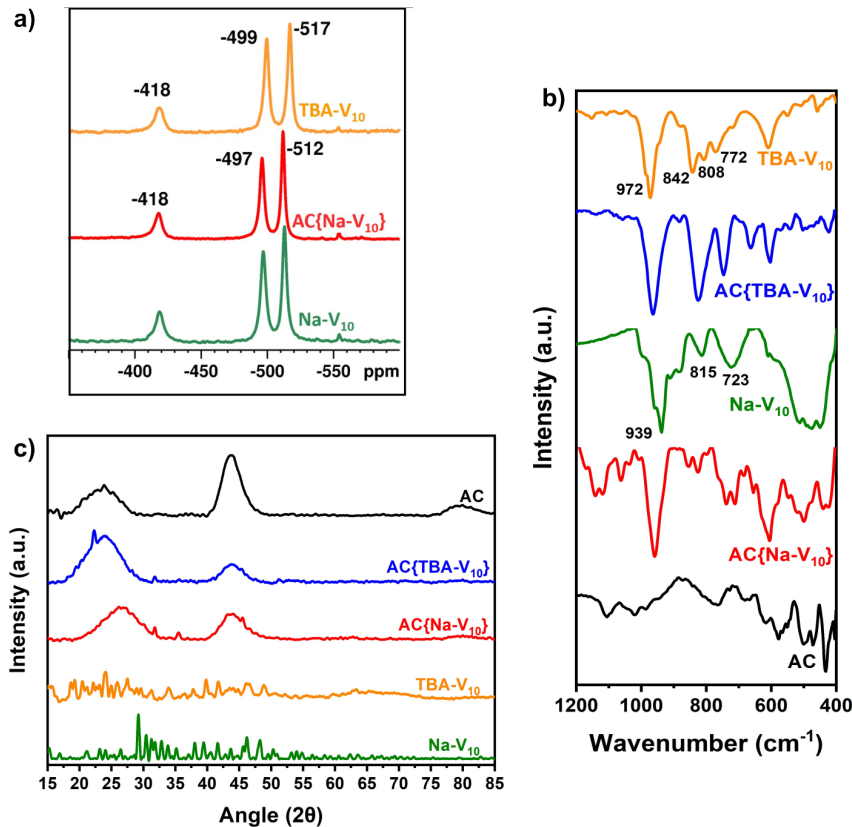 a)
-517
-499
-418
TBA-V₁₀
-512
-497
-418
AC{Na-V₁₀}
Na-V₁₀
-400 -450 -500 -550 ppm
b)
972 842 808 772
TBA-V₁₀
AC{TBA-V₁₀}
815 723
Na-V₁₀
939
AC{Na-V₁₀}
AC
Intensity (a.u.)
1200 1000 800 600 400
Wavenumber (cm⁻¹)
c)
AC
AC{TBA-V₁₀}
AC{Na-V₁₀}
TBA-V₁₀
Na-V₁₀
Intensity (a.u.)
15 20 25 30 35 40 45 50 55 60 65 70 75 80 85
Angle (2θ)